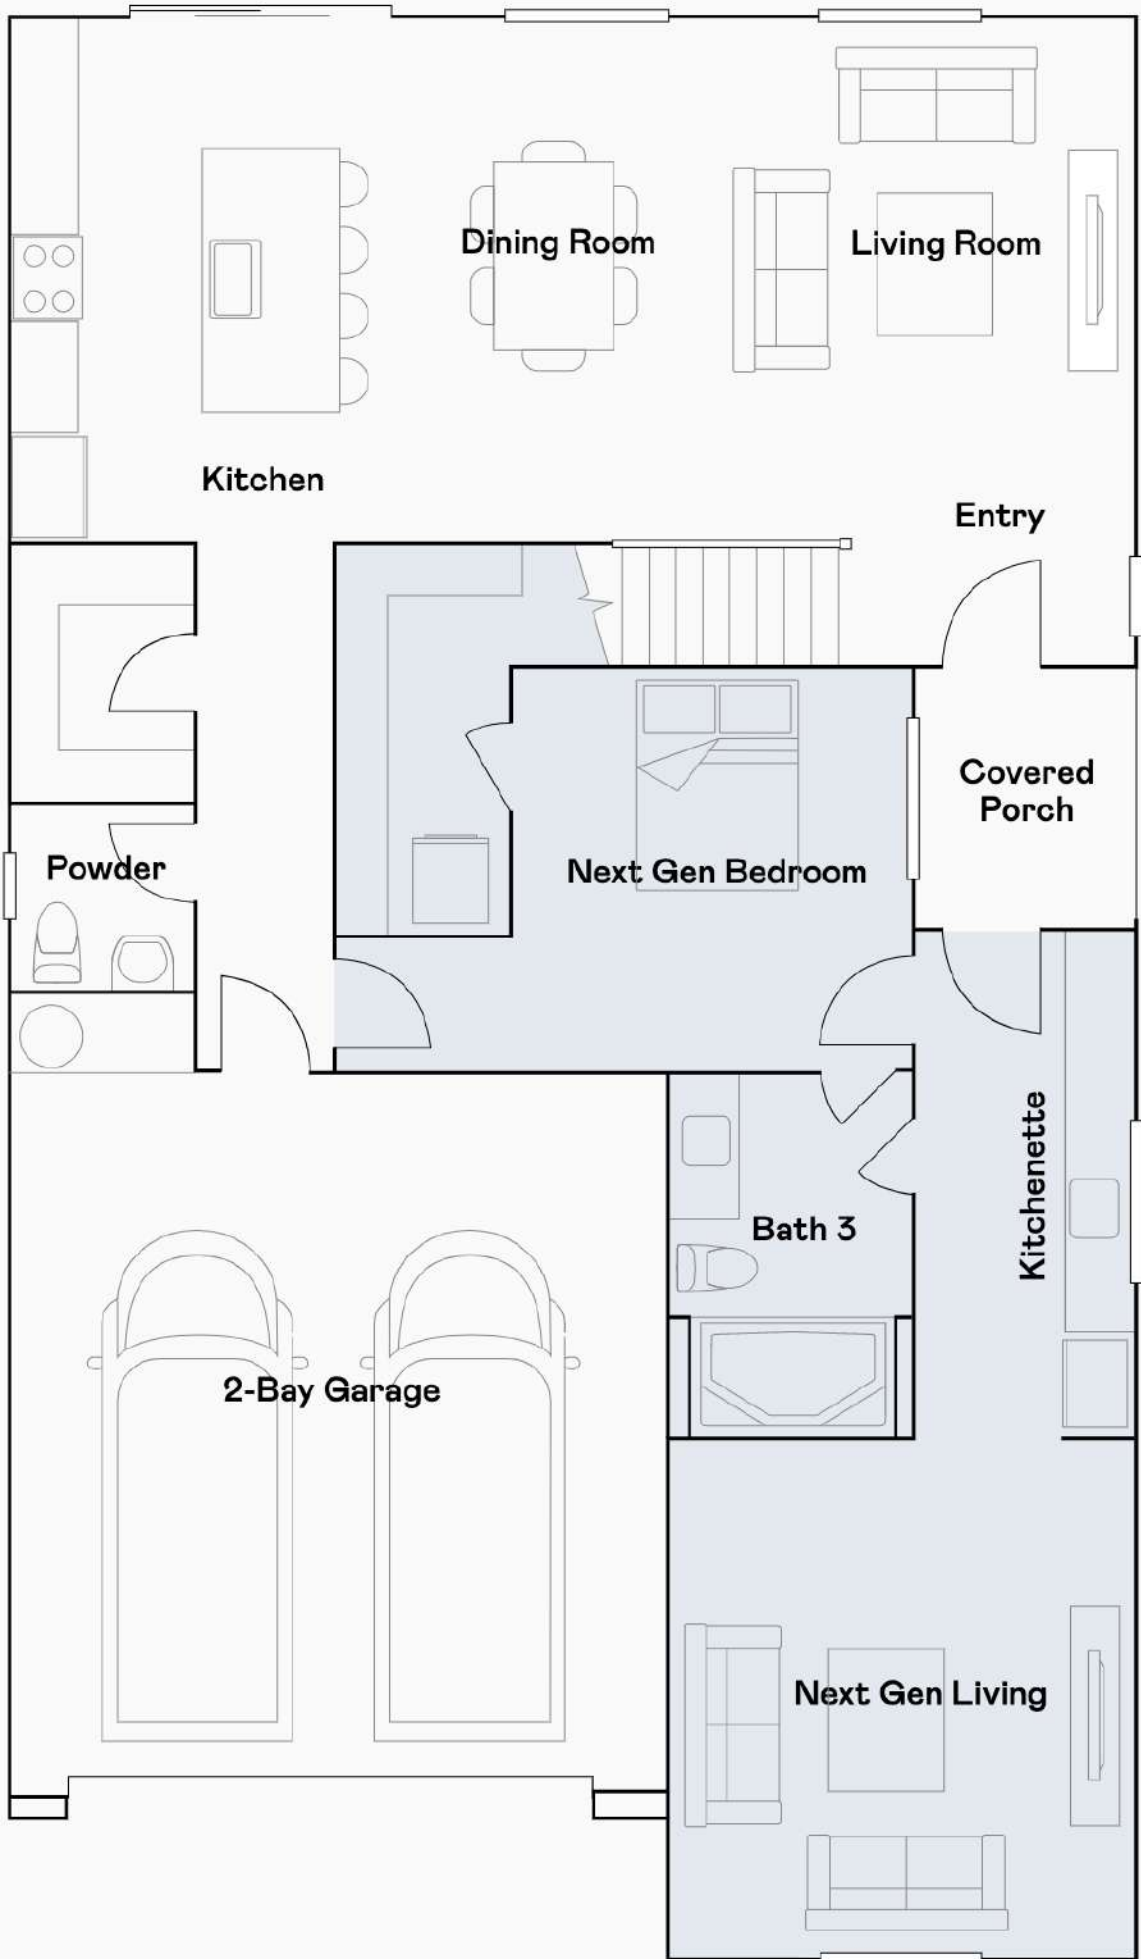 Dining Room
Living Room
Kitchen
Entry
Covered
Porch
Powder
Next Gen Bedroom
Kitchenette
Bath 3
2-Bay Garage
Next Gen Living